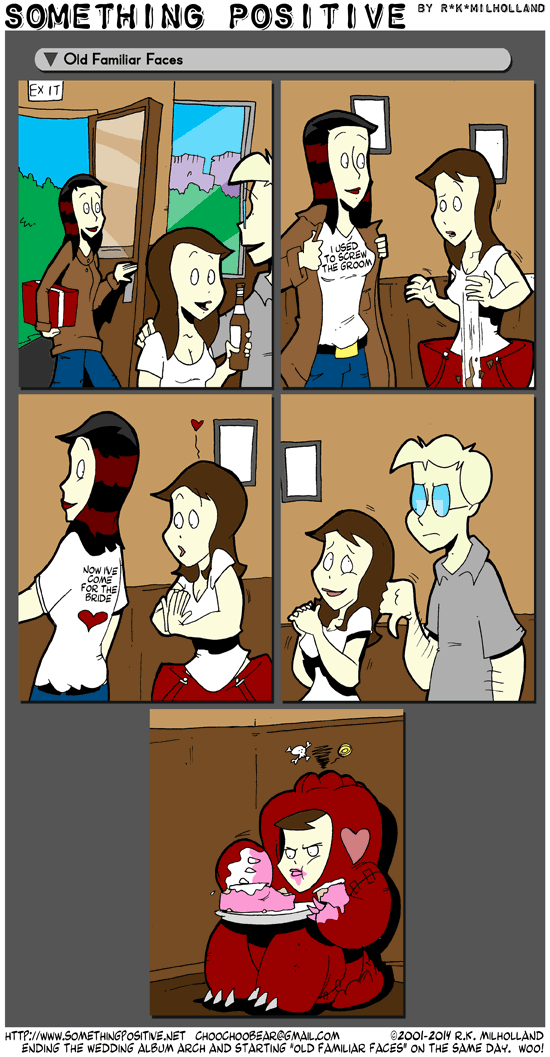 SOMETHING POSITIVE BY R*K*MILHOLLAND
Old Familiar Faces
EXIT
I USED
TO SCREW
THE GROOM
NOW I'VE
COME
FOR THE
BRIDE
HTTP://WWW.SOMETHINGPOSITIVE.NET CHOOCHOOBEAR@GMAIL.COM ©2001-2014 R.K. MILHOLLAND
ENDING THE WEDDING ALBUM ARCH AND STARTING "OLD FAMILIAR FACES" ON THE SAME DAY. WOO!